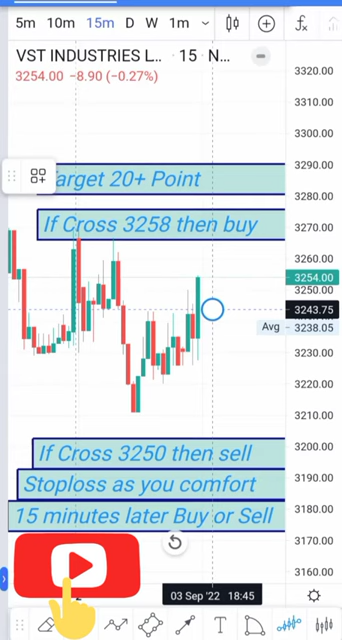 5m 10m 15m D W 1m
VST INDUSTRIES L... · 15 · N...
3254.00 −8.90 (−0.27%)
3320.00
3310.00
3300.00
3290.00
Target 20+ Point
3280.00
If Cross 3258 then buy
3270.00
3260.00
3254.00
3250.00
3243.75
Avg 3238.05
3230.00
3220.00
3210.00
If Cross 3250 then sell
3200.00
Stoploss as you comfort
3190.00
15 minutes later Buy or Sell
3180.00
3170.00
03 Sep '22 18:45
3160.00
T